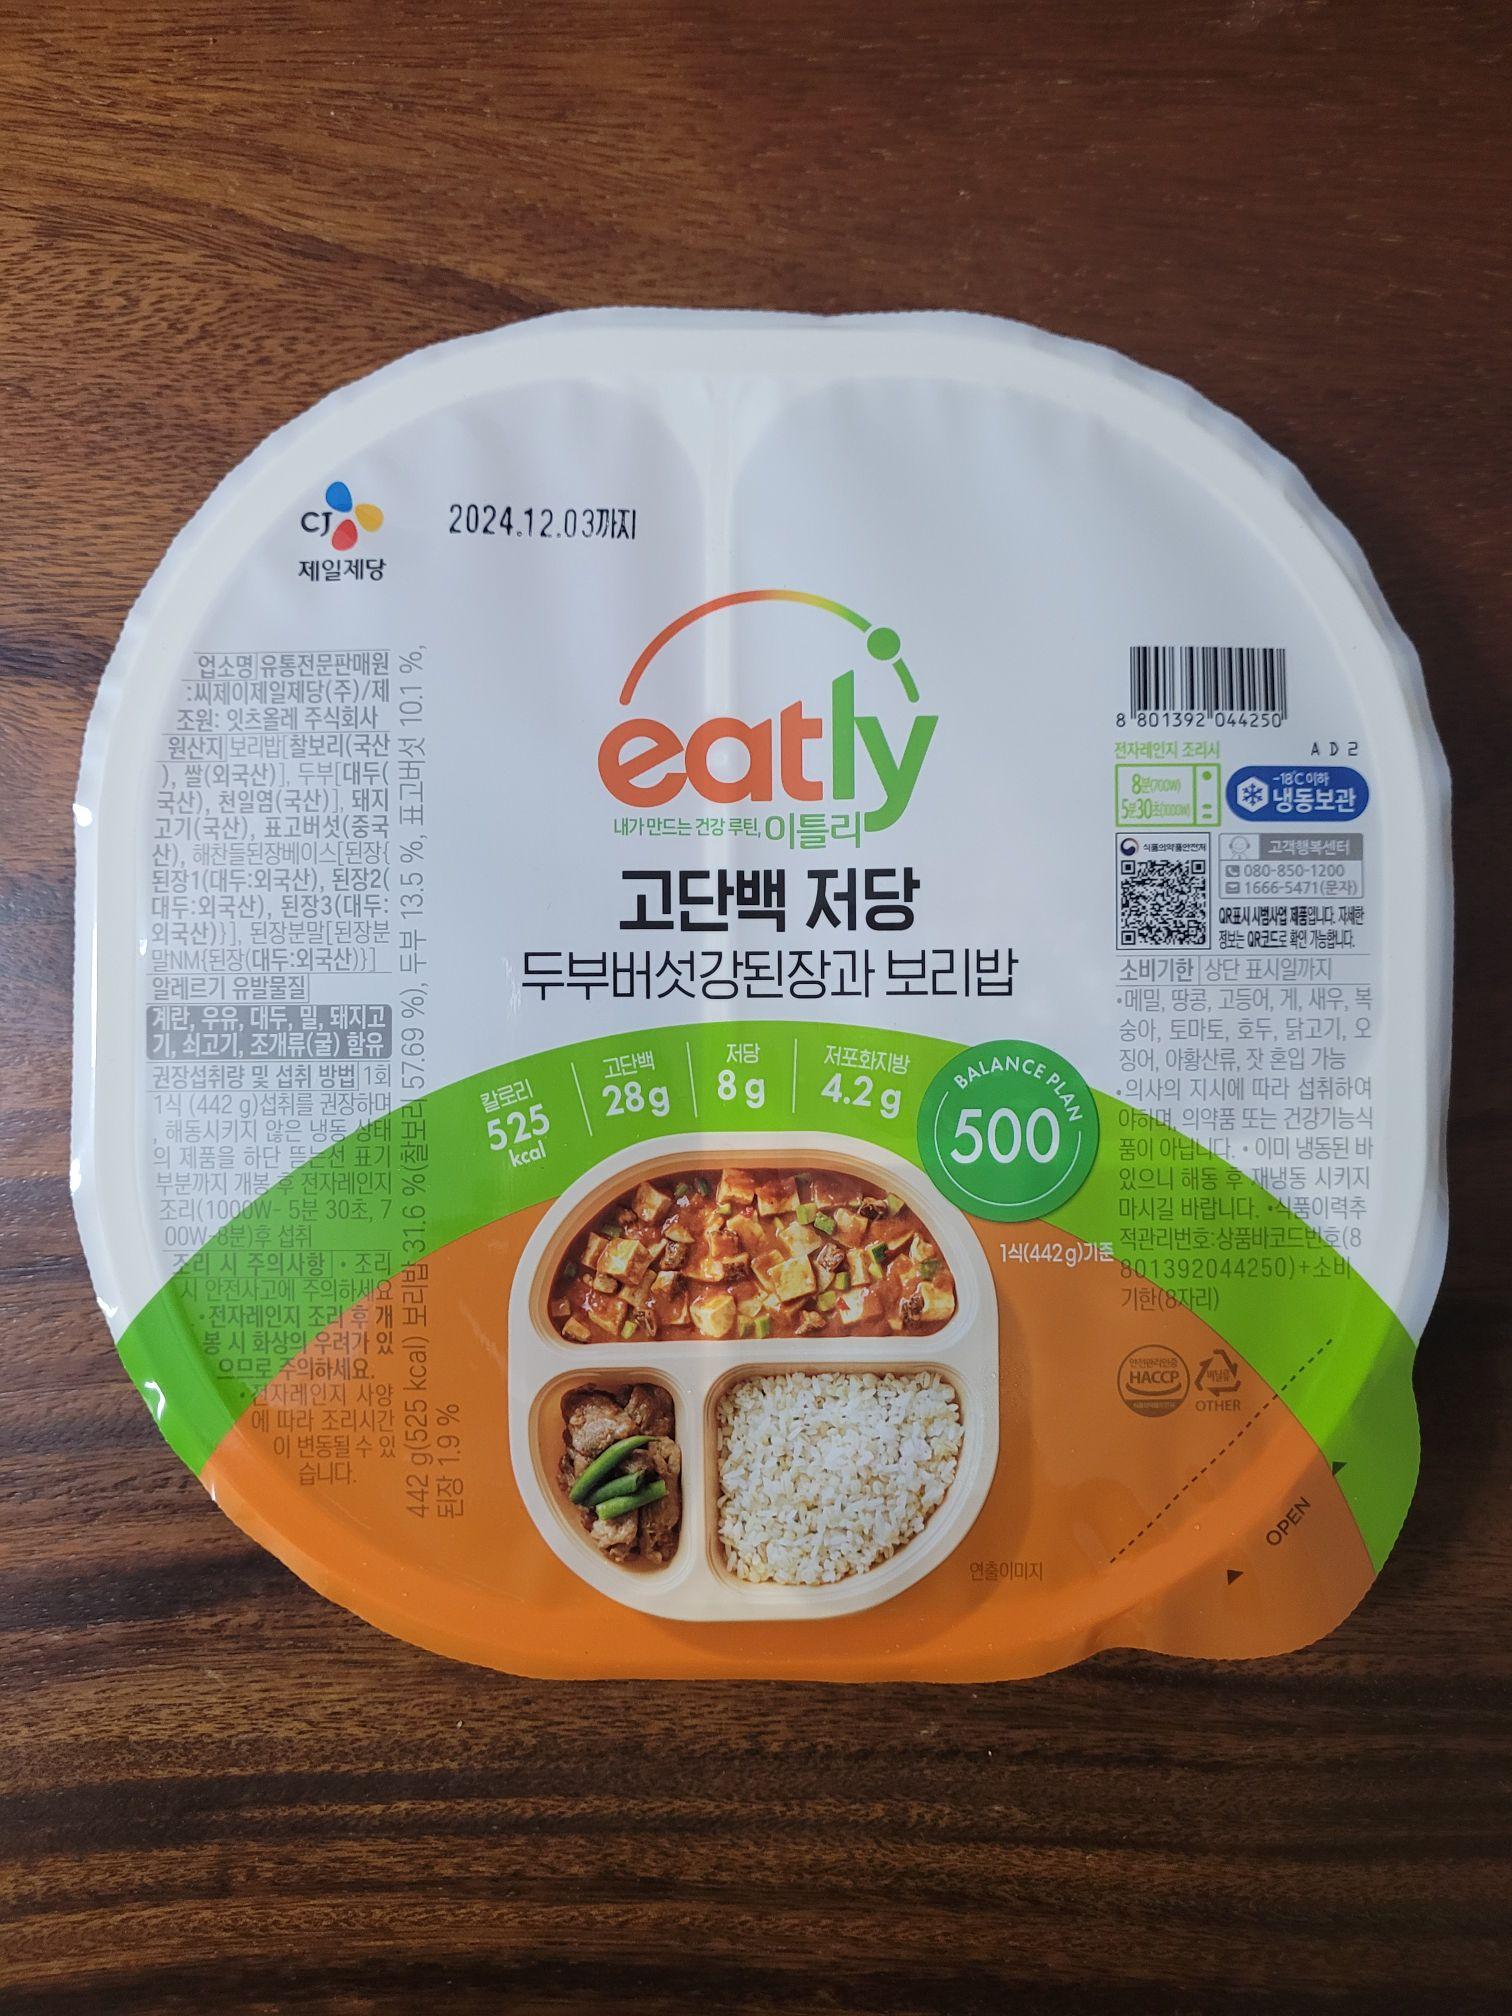 CJ
제일제당
2024.12.03까지
eatly
내가 만드는 건강 루틴, 이틀리
고단백 저당
두부버섯강된장과 보리밥
칼로리
525
kcal
고단백
28g
저당
8g
저포화지방
4.2g
BALANCE PLAN
500
1식(442g)기준
연출이미지
업소명 유통전문판매원
:씨제이제일제당(주)/제
조원: 잇츠올레 주식회사
원산지 보리밥[찰보리(국산
), 쌀(외국산)], 두부[대두(
국산), 천일염(국산)], 돼지
고기(국산), 표고버섯(중국
산), 해찬들된장베이스[된장{
된장1(대두:외국산), 된장2(
대두:외국산), 된장3(대두:
외국산)}], 된장분말[된장분
말NM{된장(대두:외국산)}]
알레르기 유발물질
계란, 우유, 대두, 밀, 돼지고
기, 쇠고기, 조개류(굴) 함유
권장섭취량 및 섭취 방법 1회
1식 (442 g)섭취를 권장하며
, 해동시키지 않은 냉동 상태
의 제품을 하단 뜯는선 표기
부분까지 개봉 후 전자레인지
조리(1000W- 5분 30초, 7
00W-8분)후 섭취
조리 시 주의사항 • 조리
시 안전사고에 주의하세요
. •전자레인지 조리 후 개
봉 시 화상의 우려가 있
으므로 주의하세요.
•전자레인지 사양
에 따라 조리시간
이 변동될 수 있
습니다.
442 g(525 kcal) 보리밥 31.6 %(찰보리 57.69 %), 두부 13.5 %, 표고버섯 10.1 %,
된장 1.9 %
8 801392 044250
전자레인지 조리시
AD2
8분(700W)
5분30초(1000W)
-18℃ 이하
냉동보관
식품의약품안전처
고객행복센터
080-850-1200
1666-5471(문자)
QR표시 시범사업 제품입니다. 자세한
정보는 QR코드로 확인 가능합니다.
소비기한 상단 표시일까지
•메밀, 땅콩, 고등어, 게, 새우, 복
숭아, 토마토, 호두, 닭고기, 오
징어, 아황산류, 잣 혼입 가능
•의사의 지시에 따라 섭취하여
야하며, 의약품 또는 건강기능식
품이 아닙니다. • 이미 냉동된 바
있으니 해동 후 재냉동 시키지
마시길 바랍니다. •식품이력추
적관리번호:상품바코드번호(8
801392044250)+소비
기한(8자리)
안전관리인증
HACCP
식품의약품안전처
비닐류
OTHER
OPEN